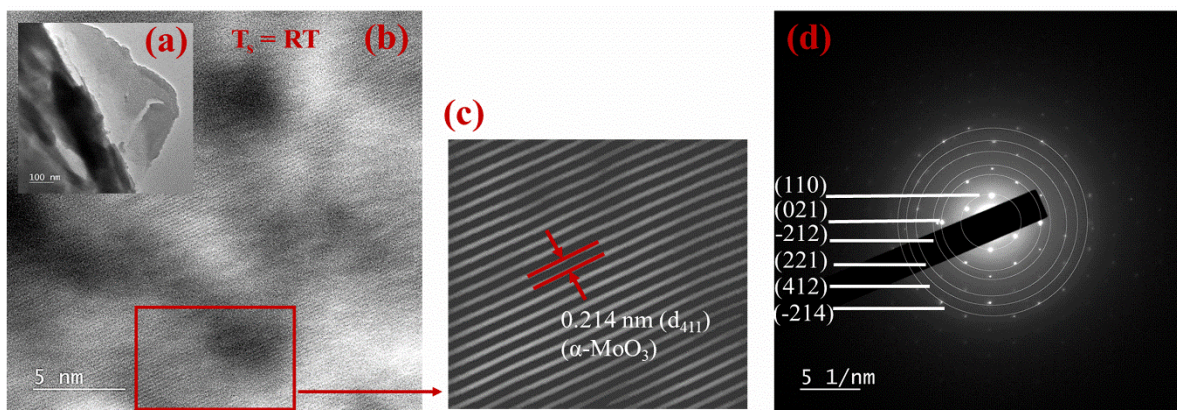 (a)
T_s = RT
(b)
100 nm
5 nm
(c)
0.214 nm (d₄₁₁)
(α-MoO₃)
(d)
(110)
(021)
-212)
(221)
(412)
(-214)
5 1/nm